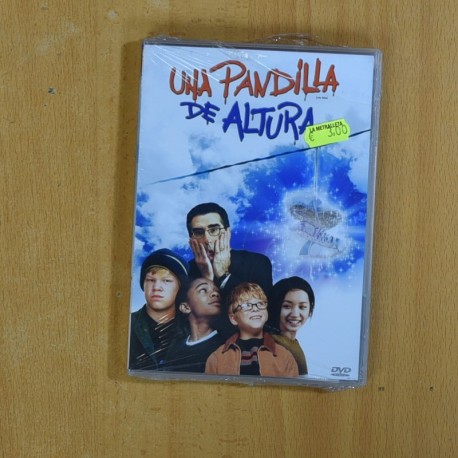 UNA PANDILLA
DE ALTURA
LA METRALLETA
€ 3,00
DVD